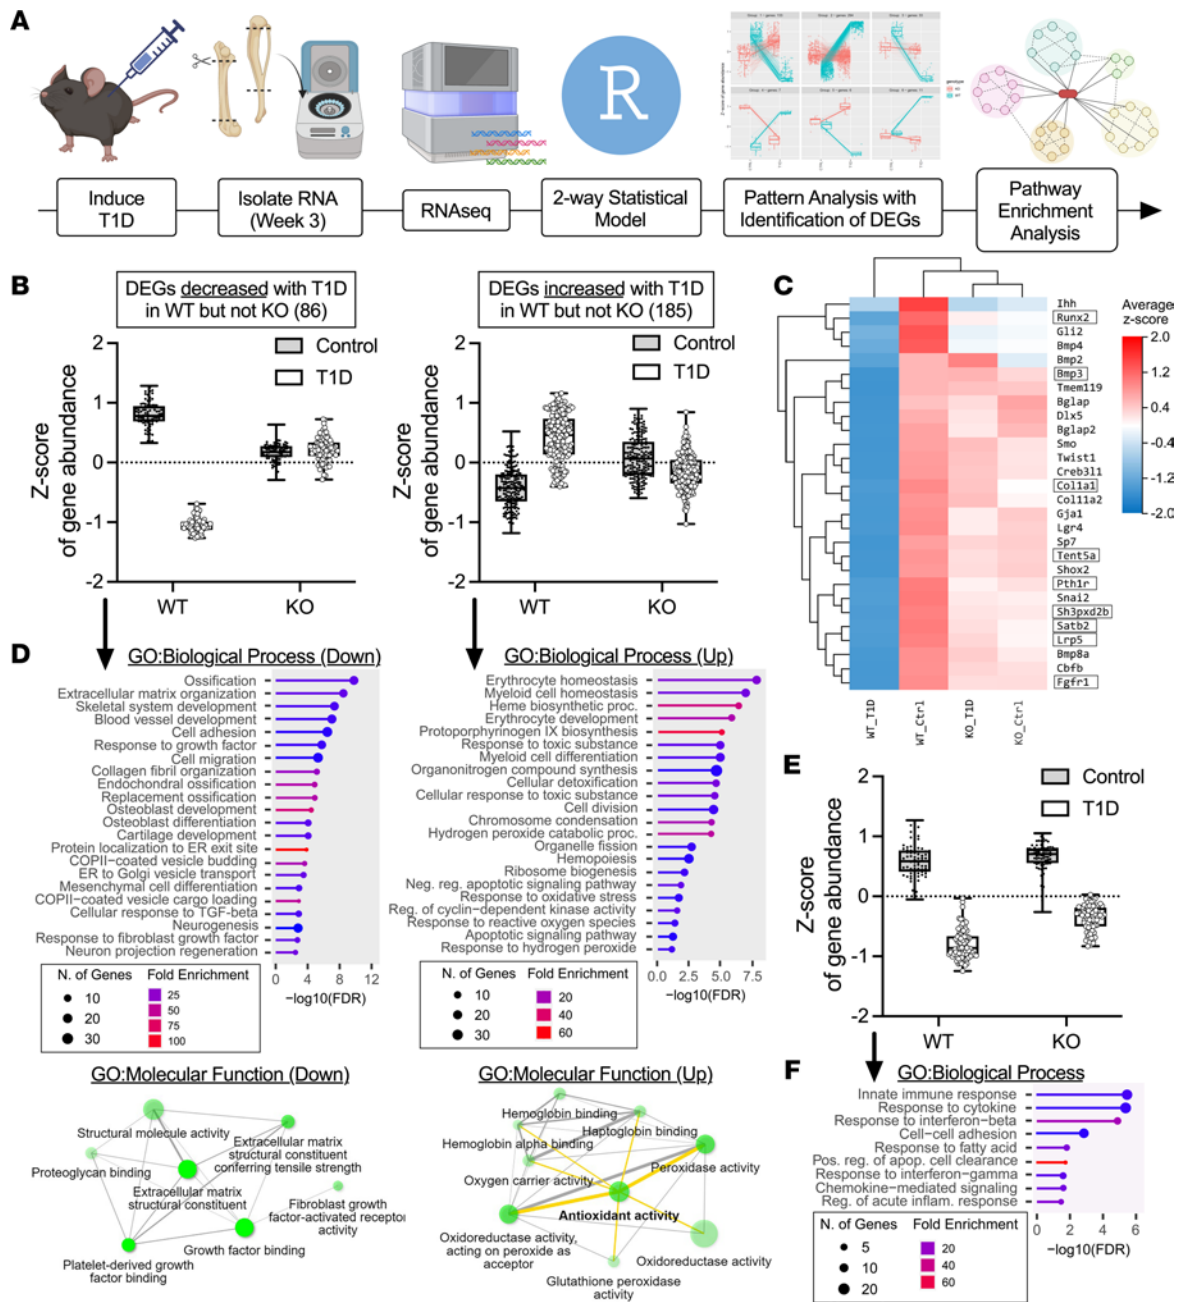 A
R
Induce
T1D
Isolate RNA
(Week 3)
RNAseq
2-way Statistical
Model
Pattern Analysis with
Identification of DEGs
Pathway
Enrichment
Analysis
B
DEGs decreased with T1D
in WT but not KO (86)
Control
T1D
Z-score
of gene abundance
2
1
0
-1
-2
WT
KO
DEGs increased with T1D
in WT but not KO (185)
Control
T1D
Z-score
of gene abundance
2
1
0
-1
-2
WT
KO
C
Ihh
Runx2
Gli2
Bmp4
Bmp2
Bmp3
Tmem119
Bglap
Dlx5
Bglap2
Smo
Twist1
Creb3l1
Col1a1
Col11a2
Gja1
Lgr4
Sp7
Tent5a
Shox2
Pth1r
Snai2
Sh3pxd2b
Satb2
Lrp5
Bmp8a
Cbfb
Fgfr1
WT_T1D
WT_Ctrl
KO_T1D
KO_Ctrl
Average
z-score
2.0
1.2
0.4
-0.4
-1.2
-2.0
D
GO:Biological Process (Down)
Ossification
Extracellular matrix organization
Skeletal system development
Blood vessel development
Cell adhesion
Response to growth factor
Cell migration
Collagen fibril organization
Endochondral ossification
Replacement ossification
Osteoblast development
Osteoblast differentiation
Cartilage development
Protein localization to ER exit site
COPII-coated vesicle budding
ER to Golgi vesicle transport
Mesenchymal cell differentiation
COPII-coated vesicle cargo loading
Cellular response to TGF-beta
Neurogenesis
Response to fibroblast growth factor
Neuron projection regeneration
0 4 8 12
-log10(FDR)
N. of Genes
10
20
30
Fold Enrichment
25
50
75
100
GO:Biological Process (Up)
Erythrocyte homeostasis
Myeloid cell homeostasis
Heme biosynthetic proc.
Erythrocyte development
Protoporphyrinogen IX biosynthesis
Response to toxic substance
Myeloid cell differentiation
Organonitrogen compound synthesis
Cellular detoxification
Cellular response to toxic substance
Cell division
Chromosome condensation
Hydrogen peroxide catabolic proc.
Organelle fission
Hemopoiesis
Ribosome biogenesis
Neg. reg. apoptotic signaling pathway
Response to oxidative stress
Reg. of cyclin-dependent kinase activity
Response to reactive oxygen species
Apoptotic signaling pathway
Response to hydrogen peroxide
0.0 2.5 5.0 7.5
-log10(FDR)
N. of Genes
10
20
30
Fold Enrichment
20
40
60
GO:Molecular Function (Down)
Structural molecule activity
Extracellular matrix
structural constituent
conferring tensile strength
Proteoglycan binding
Extracellular matrix
structural constituent
Fibroblast growth
factor-activated receptor
activity
Growth factor binding
Platelet-derived growth
factor binding
GO:Molecular Function (Up)
Hemoglobin binding
Haptoglobin binding
Hemoglobin alpha binding
Peroxidase activity
Oxygen carrier activity
Antioxidant activity
Oxidoreductase activity,
acting on peroxide as
acceptor
Oxidoreductase activity
Glutathione peroxidase
activity
E
Control
T1D
Z-score
of gene abundance
2
1
0
-1
-2
WT
KO
F
GO:Biological Process
Innate immune response
Response to cytokine
Response to interferon-beta
Cell-cell adhesion
Response to fatty acid
Pos. reg. of apop. cell clearance
Response to interferon-gamma
Chemokine-mediated signaling
Reg. of acute inflam. response
0 2 4 6
-log10(FDR)
N. of Genes
5
10
20
Fold Enrichment
20
40
60